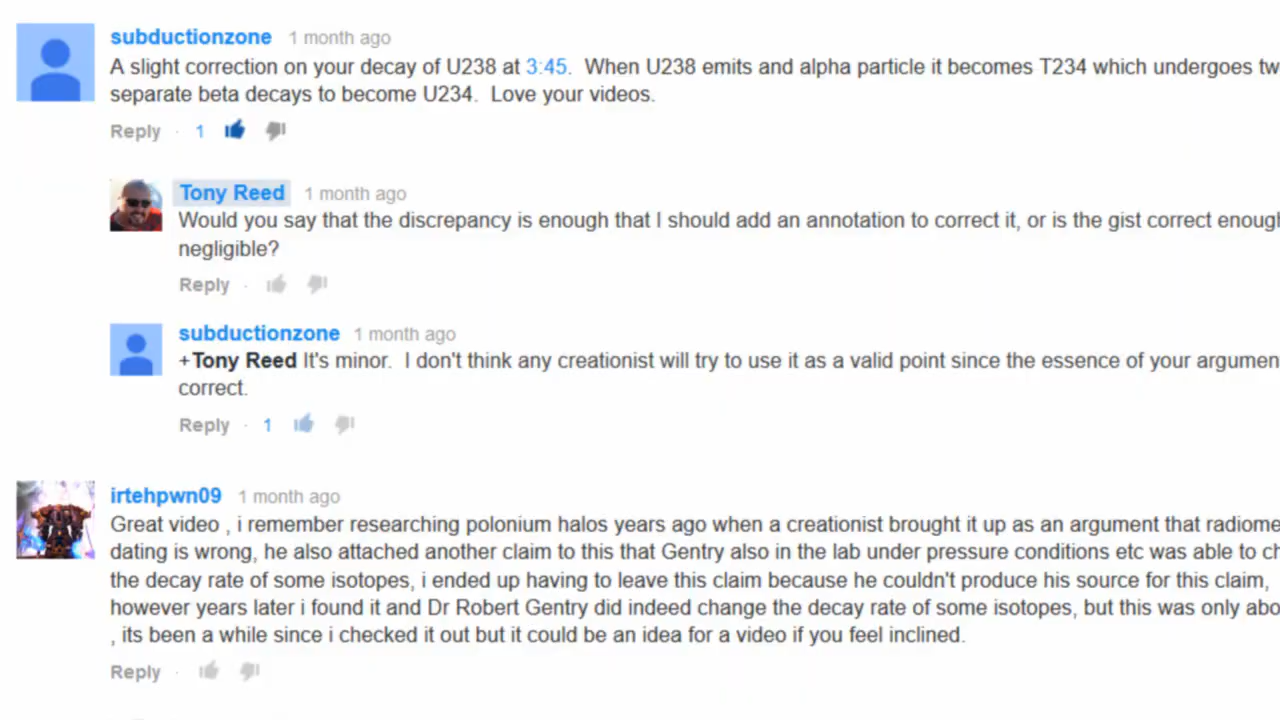 subductionzone 1 month ago
A slight correction on your decay of U238 at 3:45. When U238 emits and alpha particle it becomes T234 which undergoes
separate beta decays to become U234. Love your videos.
Reply · 1
Tony Reed 1 month ago
Would you say that the discrepancy is enough that I should add an annotation to correct it, or is the gist correct
negligible?
Reply ·
subductionzone 1 month ago
+Tony Reed It's minor. I don't think any creationist will try to use it as a valid point since the essence of your
correct.
Reply · 1
irtehpwn09 1 month ago
Great video , i remember researching polonium halos years ago when a creationist brought it up as an argument that
dating is wrong, he also attached another claim to this that Gentry also in the lab under pressure conditions etc was able to
the decay rate of some isotopes, i ended up having to leave this claim because he couldn't produce his source for this claim,
however years later i found it and Dr Robert Gentry did indeed change the decay rate of some isotopes, but this was only
, its been a while since i checked it out but it could be an idea for a video if you feel inclined.
Reply ·